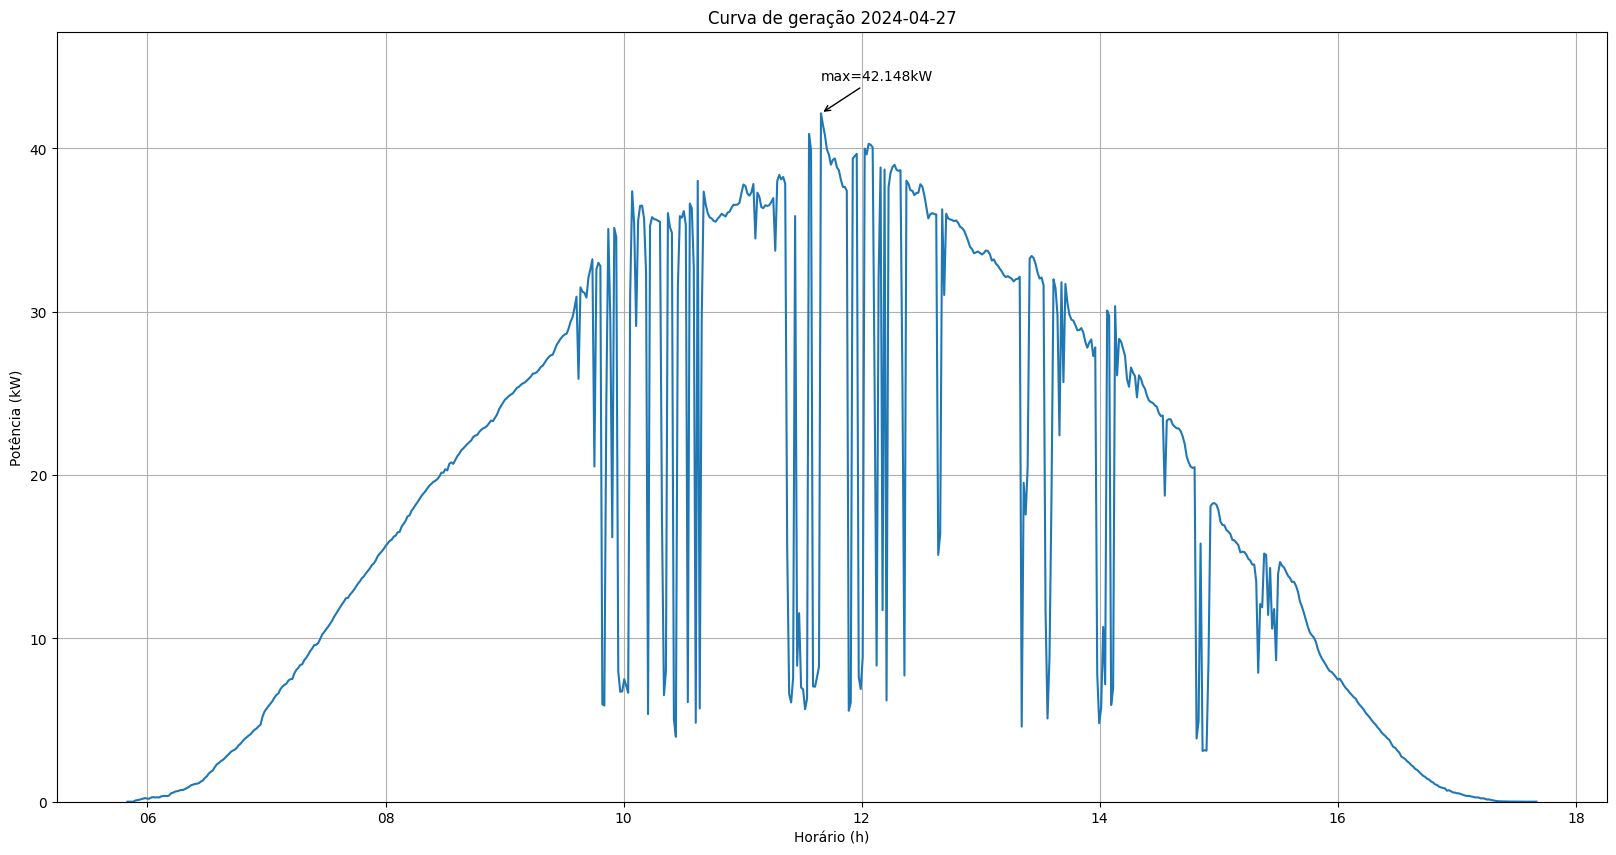 Curva de geração 2024-04-27
max=42.148kW
Potência (kW)
40
30
20
10
0
06 08 10 12 14 16 18
Horário (h)